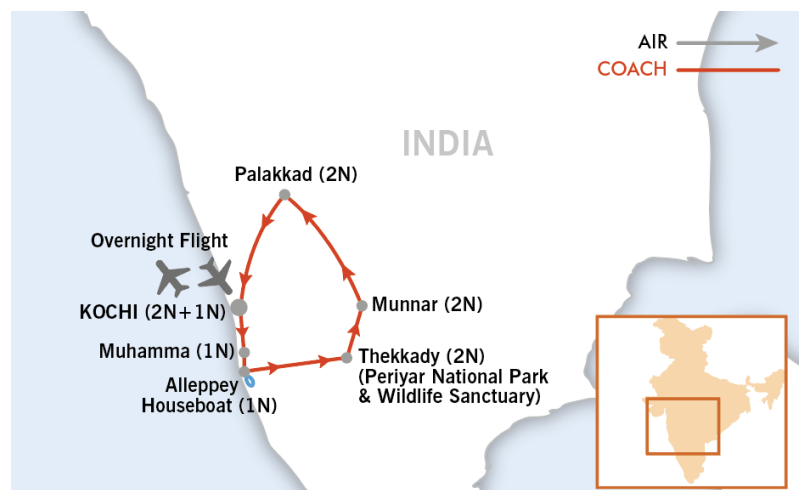 AIR
COACH
INDIA
Palakkad (2N)
Overnight Flight
KOCHI (2N+1N)
Munnar (2N)
Muhamma (1N)
Thekkady (2N)
(Periyar National Park
& Wildlife Sanctuary)
Alleppey
Houseboat (1N)